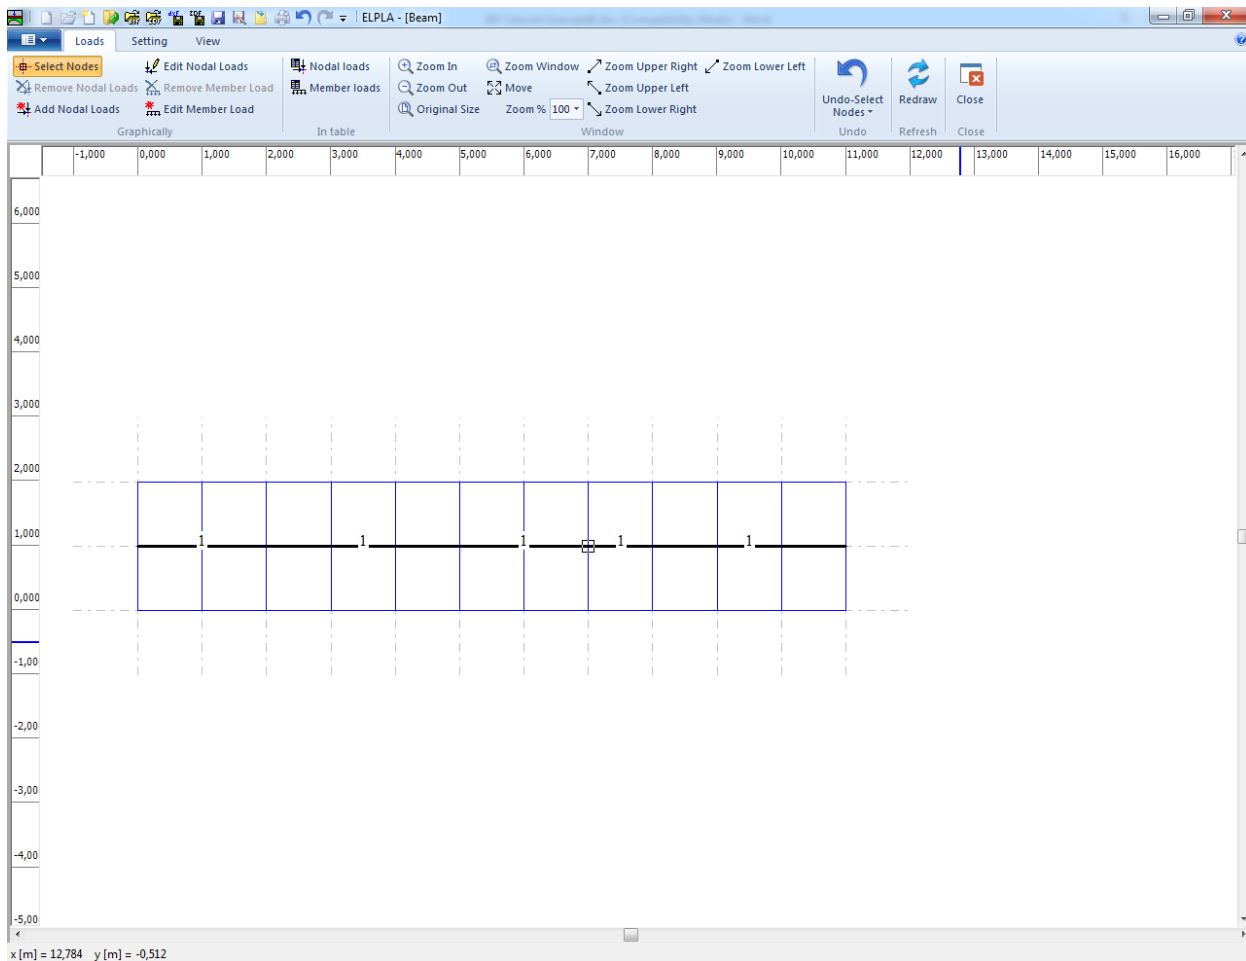 ELPLA - [Beam]
Loads Setting View
Select Nodes Edit Nodal Loads Nodal loads Zoom In Zoom Window Zoom Upper Right Zoom Lower Left
Remove Nodal Loads Remove Member Load Member loads Zoom Out Move Zoom Upper Left
Add Nodal Loads Edit Member Load Original Size Zoom % 100 Zoom Lower Right
Undo-Select Nodes Redraw Close
Graphically In table Window Undo Refresh Close
-1,000 0,000 1,000 2,000 3,000 4,000 5,000 6,000 7,000 8,000 9,000 10,000 11,000 12,000 13,000 14,000 15,000 16,000
6,000
5,000
4,000
3,000
2,000
1,000
1 1 1 1 1
0,000
-1,00
-2,00
-3,00
-4,00
-5,00
x [m] = 12,784 y [m] = -0,512